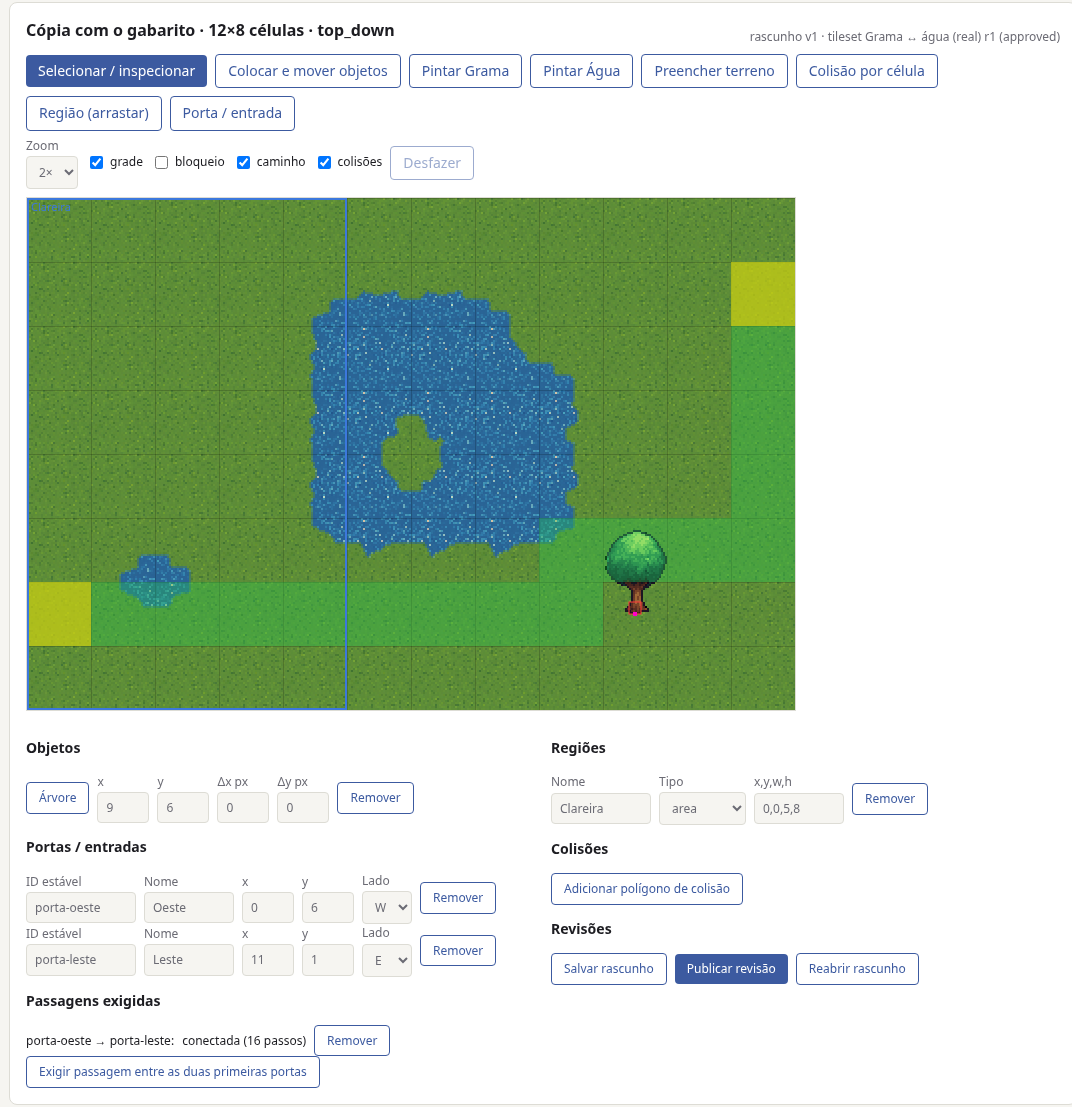 Cópia com o gabarito · 12×8 células · top_down
rascunho v1 · tileset Grama ↔ água (real) r1 (approved)
Selecionar / inspecionar
Colocar e mover objetos
Pintar Grama
Pintar Água
Preencher terreno
Colisão por célula
Região (arrastar)
Porta / entrada
Zoom
2×
grade
bloqueio
caminho
colisões
Desfazer
Objetos
x
y
Δx px
Δy px
Árvore
9
6
0
0
Remover
Portas / entradas
ID estável
Nome
x
y
Lado
porta-oeste
Oeste
0
6
W
Remover
ID estável
Nome
x
y
Lado
porta-leste
Leste
11
1
E
Remover
Passagens exigidas
porta-oeste → porta-leste: conectada (16 passos)
Remover
Exigir passagem entre as duas primeiras portas
Regiões
Nome
Tipo
x,y,w,h
Clareira
area
0,0,5,8
Remover
Colisões
Adicionar polígono de colisão
Revisões
Salvar rascunho
Publicar revisão
Reabrir rascunho